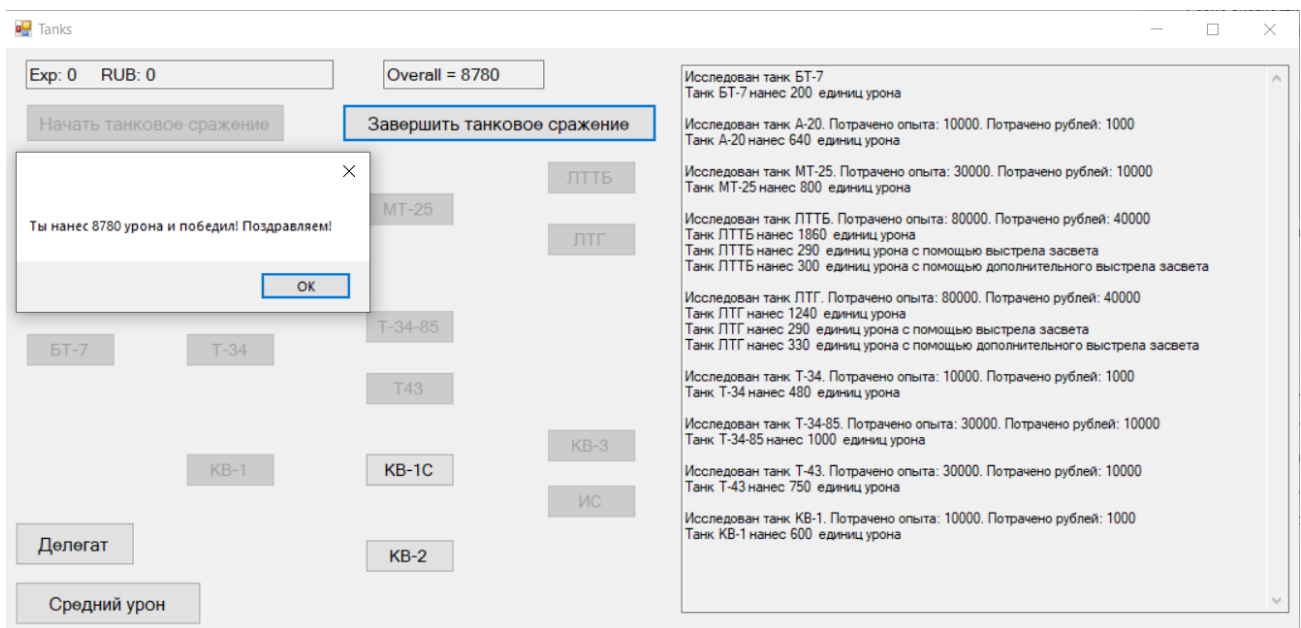 Tanks
Exp: 0 RUB: 0
Overall = 8780
Начать танковое сражение
Завершить танковое сражение
Ты нанес 8780 урона и победил! Поздравляем!
ОК
МТ-25
ЛТТБ
ЛТГ
Т-34-85
БТ-7
Т-34
Т43
КВ-3
КВ-1
КВ-1С
ИС
Делегат
КВ-2
Средний урон
Исследован танк БТ-7
Танк БТ-7 нанес 200 единиц урона
Исследован танк А-20. Потрачено опыта: 10000. Потрачено рублей: 1000
Танк А-20 нанес 640 единиц урона
Исследован танк МТ-25. Потрачено опыта: 30000. Потрачено рублей: 10000
Танк МТ-25 нанес 800 единиц урона
Исследован танк ЛТТБ. Потрачено опыта: 80000. Потрачено рублей: 40000
Танк ЛТТБ нанес 1860 единиц урона
Танк ЛТТБ нанес 290 единиц урона с помощью выстрела засвета
Танк ЛТТБ нанес 300 единиц урона с помощью дополнительного выстрела засвета
Исследован танк ЛТГ. Потрачено опыта: 80000. Потрачено рублей: 40000
Танк ЛТГ нанес 1240 единиц урона
Танк ЛТГ нанес 290 единиц урона с помощью выстрела засвета
Танк ЛТГ нанес 330 единиц урона с помощью дополнительного выстрела засвета
Исследован танк Т-34. Потрачено опыта: 10000. Потрачено рублей: 1000
Танк Т-34 нанес 480 единиц урона
Исследован танк Т-34-85. Потрачено опыта: 30000. Потрачено рублей: 10000
Танк Т-34-85 нанес 1000 единиц урона
Исследован танк Т-43. Потрачено опыта: 30000. Потрачено рублей: 10000
Танк Т-43 нанес 750 единиц урона
Исследован танк КВ-1. Потрачено опыта: 10000. Потрачено рублей: 1000
Танк КВ-1 нанес 600 единиц урона